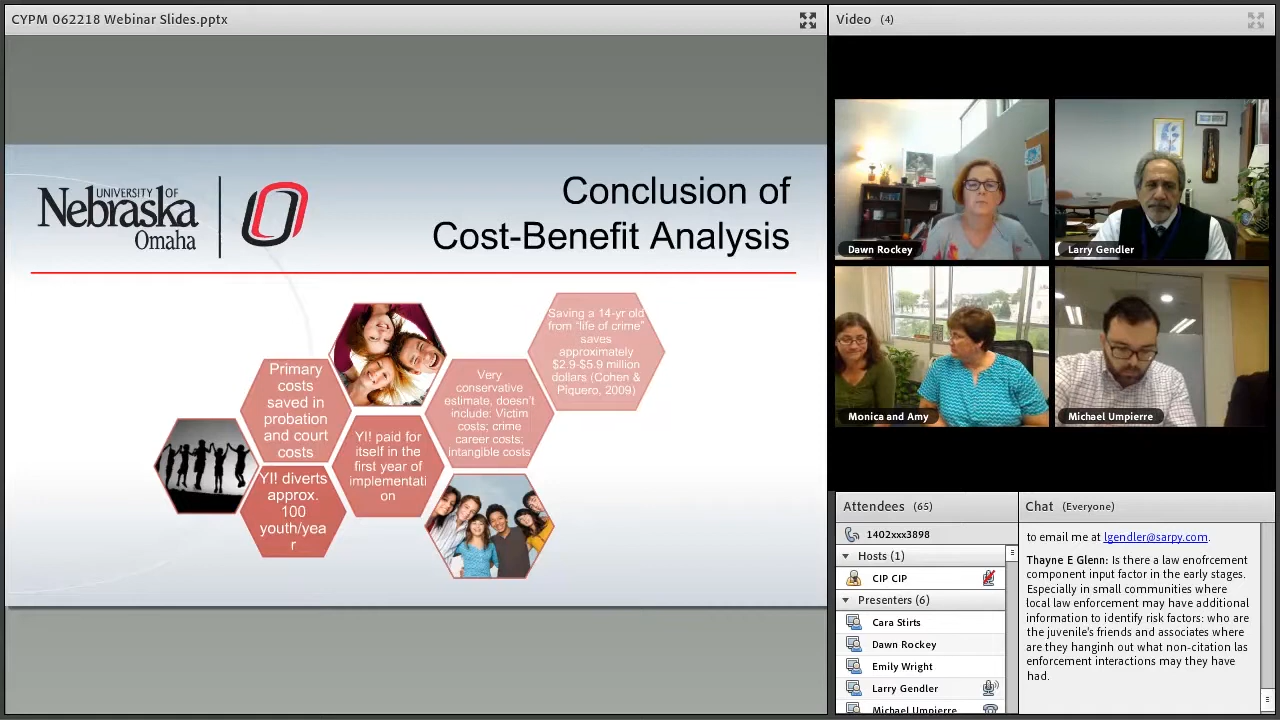 CYPM 062218 Webinar Slides.pptx
UNIVERSITY OF
Nebraska
Omaha
Conclusion of
Cost-Benefit Analysis
Primary
costs
saved in
probation
and court
costs
YI! diverts
approx.
100
youth/yea
r
YI! paid for
itself in the
first year of
implementati
on
Very
conservative
estimate, doesn't
include: Victim
costs; crime
career costs;
intangible costs
Saving a 14-yr old
from "life of crime"
saves
approximately
$2.9-$5.9 million
dollars (Cohen &
Piquero, 2009)
Video (4)
Dawn Rockey
Larry Gendler
Monica and Amy
Michael Umpierre
Attendees (65)
1402xxx3898
Hosts (1)
CIP CIP
Presenters (6)
Cara Stirts
Dawn Rockey
Emily Wright
Larry Gendler
Michael Umpierre
Chat (Everyone)
to email me at lgendler@sarpy.com.
Thayne E Glenn: Is there a law enofrcement
component input factor in the early stages.
Especially in small communities where
local law enforcement may have additional
information to identify risk factors: who are
the juvenile's friends and associates where
are they hanginh out what non-citation las
enforcement interactions may they have
had.